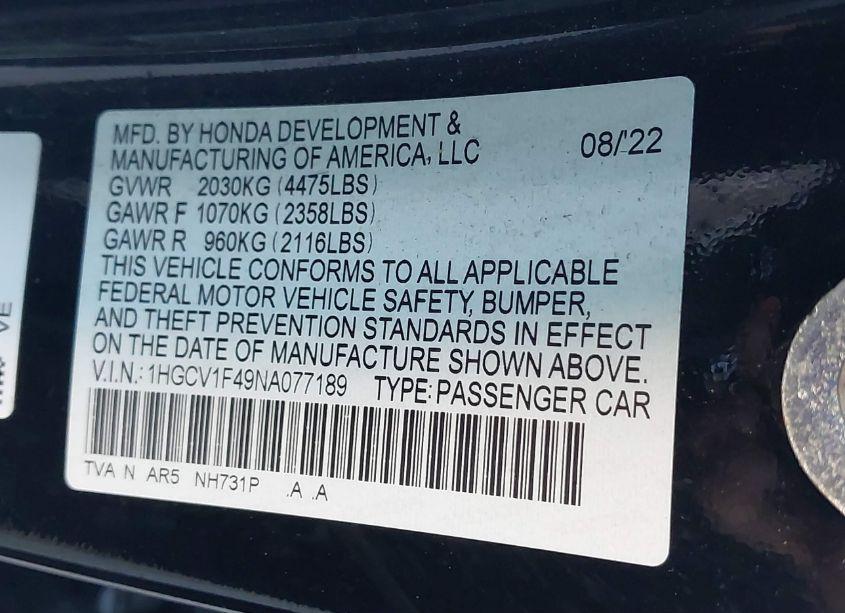 MFD. BY HONDA DEVELOPMENT &
MANUFACTURING OF AMERICA, LLC 08/'22
GVWR 2030KG (4475LBS)
GAWR F 1070KG (2358LBS)
GAWR R 960KG (2116LBS)
THIS VEHICLE CONFORMS TO ALL APPLICABLE
FEDERAL MOTOR VEHICLE SAFETY, BUMPER,
AND THEFT PREVENTION STANDARDS IN EFFECT
ON THE DATE OF MANUFACTURE SHOWN ABOVE.
V.I.N.: 1HGCV1F49NA077189 TYPE: PASSENGER CAR
TVA N AR5 NH731P .A .A
VE